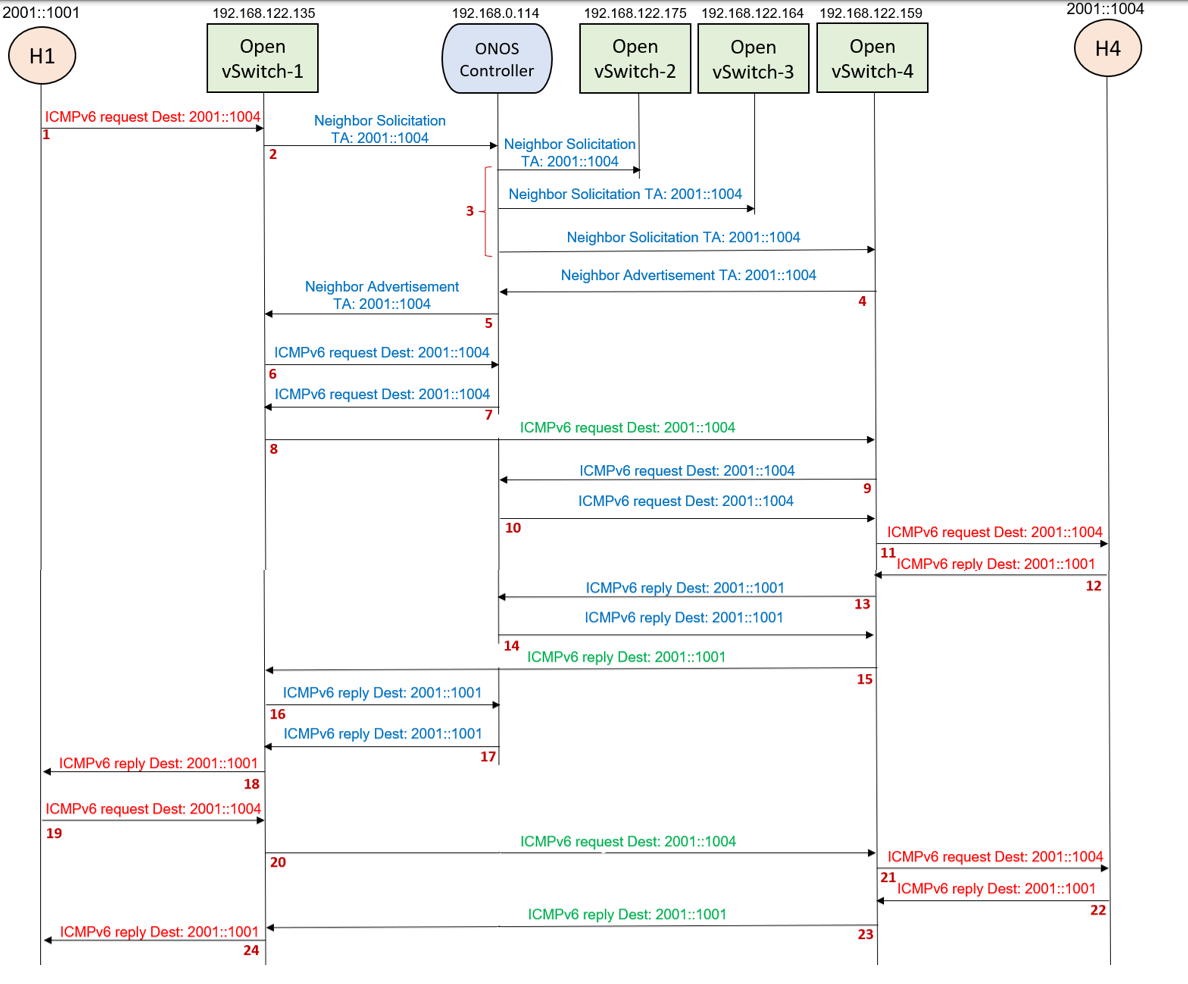 2001::1001
192.168.122.135
192.168.0.114
192.168.122.175
192.168.122.164
192.168.122.159
2001::1004
H1
Open
vSwitch-1
ONOS
Controller
Open
vSwitch-2
Open
vSwitch-3
Open
vSwitch-4
H4
ICMPv6 request Dest: 2001::1004
1
Neighbor Solicitation
TA: 2001::1004
2
Neighbor Solicitation
TA: 2001::1004
Neighbor Solicitation TA: 2001::1004
3
Neighbor Solicitation TA: 2001::1004
Neighbor Advertisement TA: 2001::1004
4
Neighbor Advertisement
TA: 2001::1004
5
ICMPv6 request Dest: 2001::1004
6
ICMPv6 request Dest: 2001::1004
7
ICMPv6 request Dest: 2001::1004
8
ICMPv6 request Dest: 2001::1004
9
ICMPv6 request Dest: 2001::1004
10
ICMPv6 request Dest: 2001::1004
11
ICMPv6 reply Dest: 2001::1001
12
ICMPv6 reply Dest: 2001::1001
13
ICMPv6 reply Dest: 2001::1001
14
ICMPv6 reply Dest: 2001::1001
15
ICMPv6 reply Dest: 2001::1001
16
ICMPv6 reply Dest: 2001::1001
17
ICMPv6 reply Dest: 2001::1001
18
ICMPv6 request Dest: 2001::1004
19
ICMPv6 request Dest: 2001::1004
20
ICMPv6 request Dest: 2001::1004
21
ICMPv6 reply Dest: 2001::1001
22
ICMPv6 reply Dest: 2001::1001
23
ICMPv6 reply Dest: 2001::1001
24